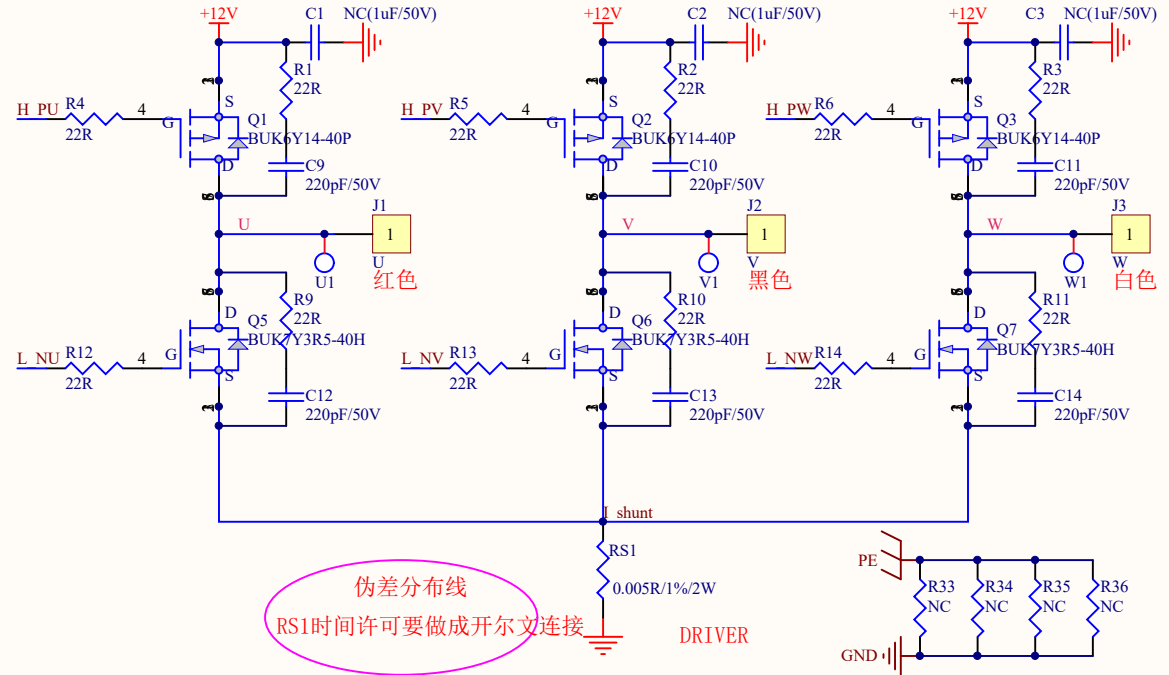 +12V
C1
NC(1uF/50V)
+12V
C2
NC(1uF/50V)
+12V
C3
NC(1uF/50V)
R1
22R
R2
22R
R3
22R
H_PU
R4
22R
4
G
S
D
Q1
BUK6Y14-40P
H_PV
R5
22R
4
G
S
D
Q2
BUK6Y14-40P
H_PW
R6
22R
4
G
S
D
Q3
BUK6Y14-40P
C9
220pF/50V
C10
220pF/50V
C11
220pF/50V
U
J1
1
U
U1
红色
V
J2
1
V
V1
黑色
W
J3
1
W
W1
白色
R9
22R
R10
22R
R11
22R
L_NU
R12
22R
4
G
D
S
Q5
BUK7Y3R5-40H
L_NV
R13
22R
4
G
D
S
Q6
BUK7Y3R5-40H
L_NW
R14
22R
4
G
D
S
Q7
BUK7Y3R5-40H
C12
220pF/50V
C13
220pF/50V
C14
220pF/50V
I_shunt
RS1
0.005R/1%/2W
伪差分布线
RS1时间许可要做成开尔文连接
DRIVER
PE
R33
NC
R34
NC
R35
NC
R36
NC
GND